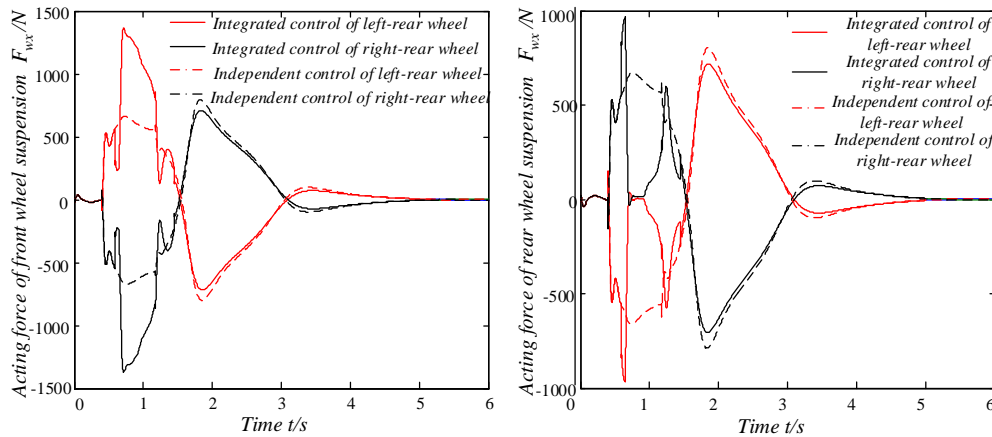 Acting force of front wheel suspension F_wx /N
1500
1000
500
0
-500
-1000
-1500
Integrated control of left-rear wheel
Integrated control of right-rear wheel
Independent control of left-rear wheel
Independent control of right-rear wheel
0 1 2 3 4 5 6
Time t/s
Acting force of rear wheel suspension F_wx /N
1000
500
0
-500
-1000
Integrated control of
left-rear wheel
Integrated control of
right-rear wheel
Independent control of
left-rear wheel
Independent control of
right-rear wheel
0 1 2 3 4 5 6
Time t/s